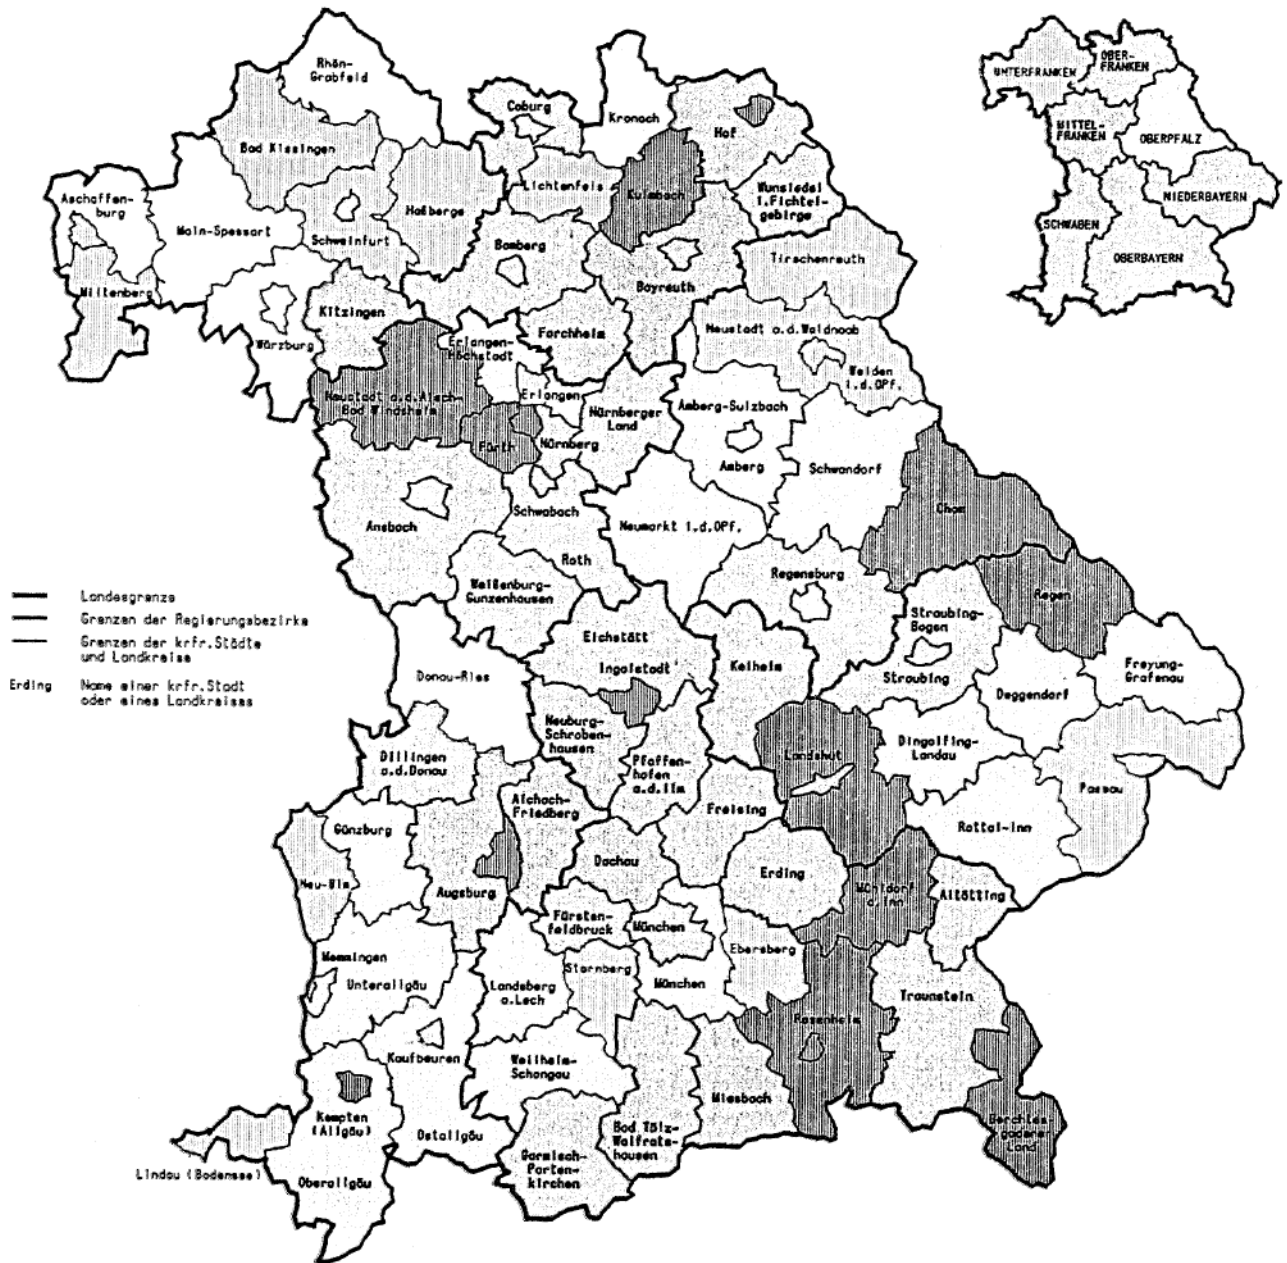 Rhön-
Grabfeld
Coburg
Kronach
Hof
Bad Kissingen
Lichtenfels
Kulmbach
Wunsiedel
i.Fichtel-
gebirge
Aschaffen-
burg
Main-Spessart
Schweinfurt
Haßberge
Bamberg
Bayreuth
Tirschenreuth
Miltenberg
Kitzingen
Würzburg
Erlangen-
Höchstadt
Forchheim
Neustadt a.d.Waldnaab
Weiden
i.d.OPf.
Neustadt a.d.Aisch-
Bad Windsheim
Erlangen
Nürnberger
Land
Amberg-Sulzbach
Fürth
Nürnberg
Amberg
Schwandorf
Cham
Ansbach
Schwabach
Neumarkt i.d.OPf.
Roth
Regensburg
Regen
Weißenburg-
Gunzenhausen
Straubing-
Bogen
Eichstätt
Ingolstadt
Kelheim
Straubing
Deggendorf
Freyung-
Grafenau
Donau-Ries
Neuburg-
Schroben-
hausen
Dillingen
a.d.Donau
Pfaffen-
hofen
a.d.Ilm
Landshut
Dingolfing-
Landau
Passau
Aichach-
Friedberg
Freising
Rottal-Inn
Günzburg
Dachau
Erding
Neu-Ulm
Augsburg
Mühldorf
a.Inn
Altötting
Fürsten-
feldbruck
München
Ebersberg
Memmingen
Unterallgäu
Landsberg
a.Lech
Starnberg
München
Traunstein
Rosenheim
Kaufbeuren
Weilheim-
Schongau
Miesbach
Kempten
(Allgäu)
Ostallgäu
Bad Tölz-
Wolfrats-
hausen
Berchtes-
gadener
Land
Lindau (Bodensee)
Oberallgäu
Garmisch-
Parten-
kirchen
UNTERFRANKEN
OBER-
FRANKEN
MITTEL-
FRANKEN
OBERPFALZ
NIEDERBAYERN
SCHWABEN
OBERBAYERN
Landesgrenze
Grenzen der Regierungsbezirke
Grenzen der krfr.Städte
und Landkreise
Erding Name einer krfr.Stadt
oder eines Landkreises